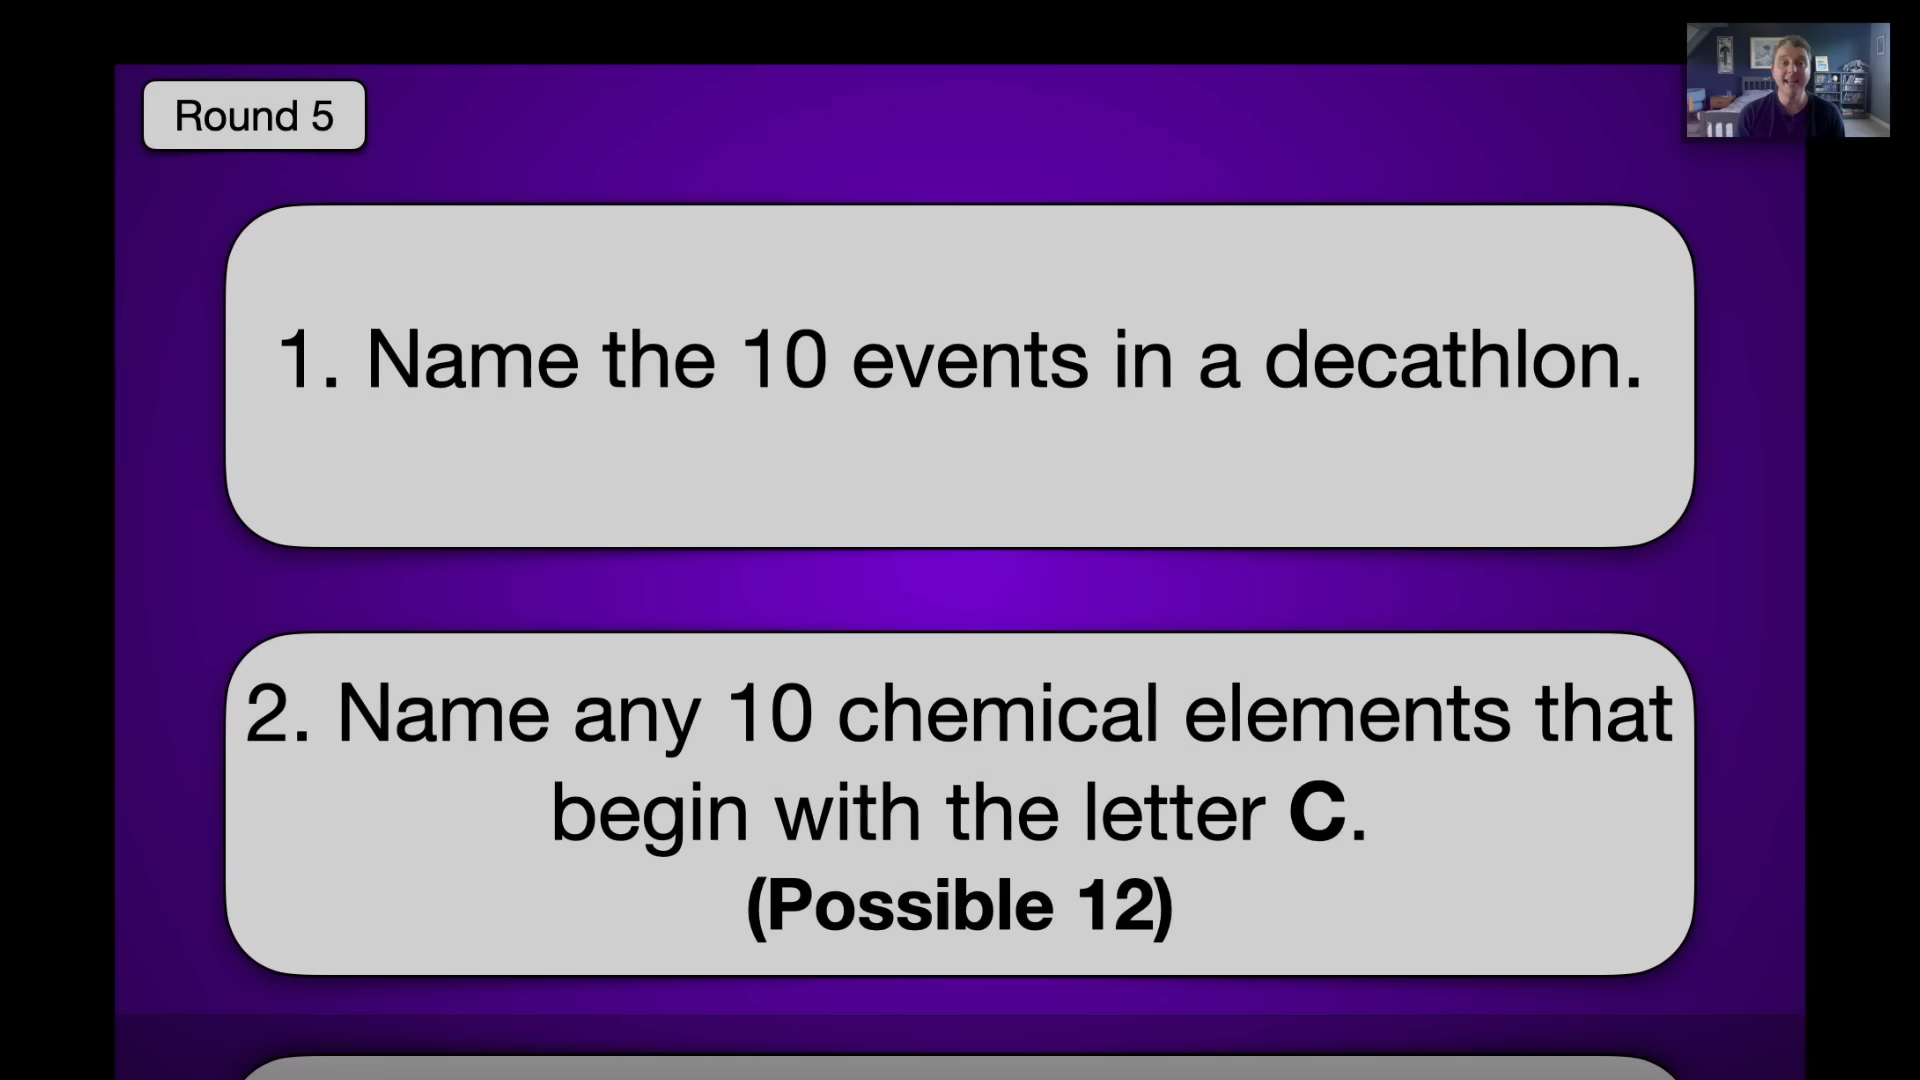 Round 5
1. Name the 10 events in a decathlon.
2. Name any 10 chemical elements that
begin with the letter C.
(Possible 12)